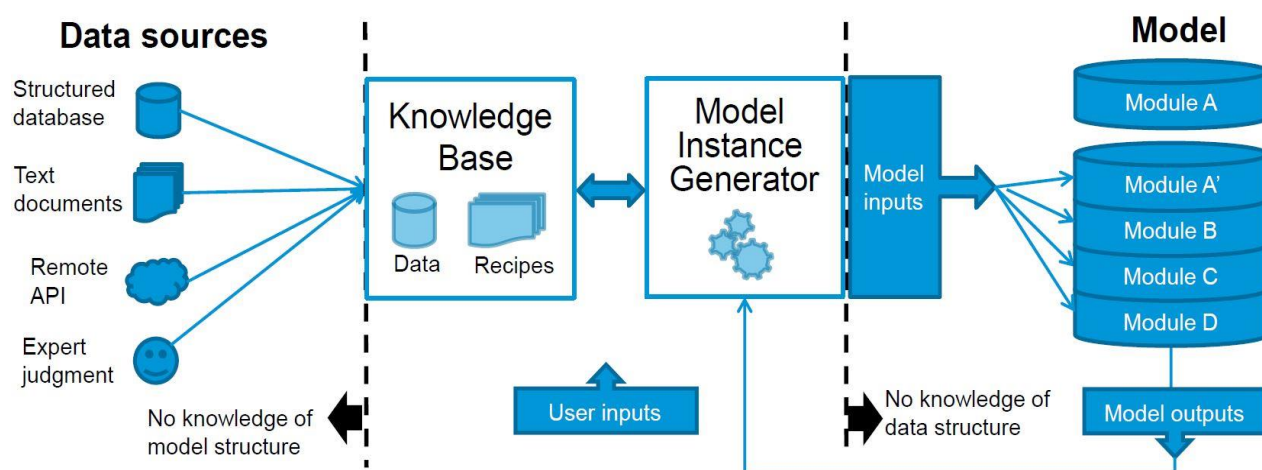 Data sources
Structured
database
Text
documents
Remote
API
Expert
judgment
No knowledge of
model structure
Knowledge
Base
Data
Recipes
User inputs
Model
Instance
Generator
Model
inputs
No knowledge of
data structure
Model
Module A
Module A’
Module B
Module C
Module D
Model outputs